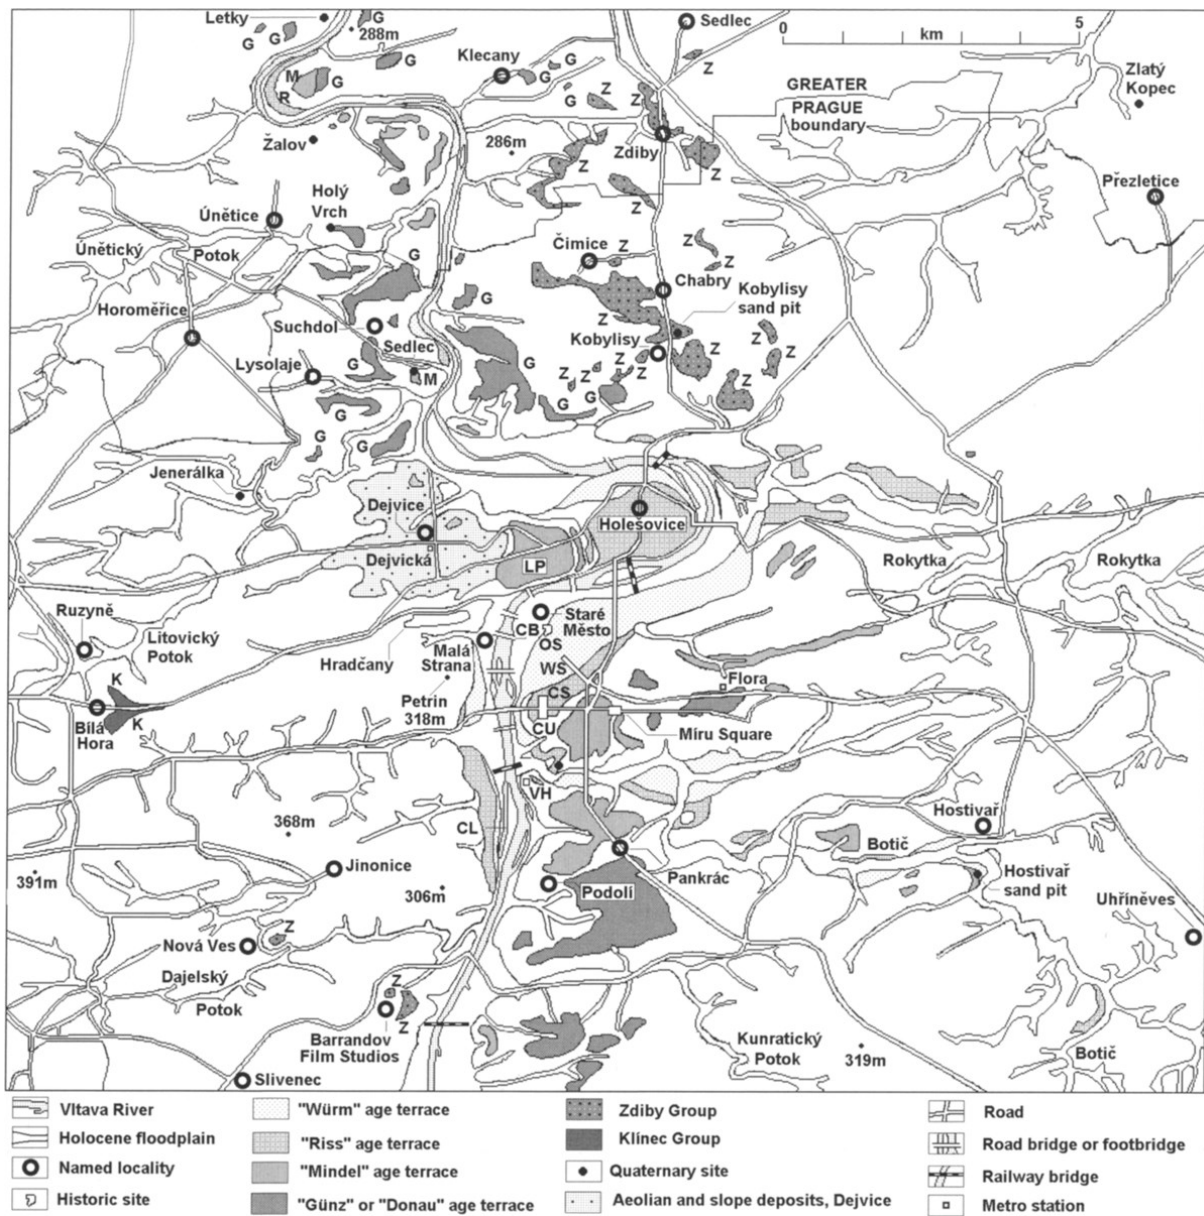 Letky
G
G
288m
Sedlec
0
5
km
Klecany
G
G
G
Z
M
G
R
G
Z
Z
GREATER
PRAGUE
boundary
Zlatý
Kopec
Žalov
286m
Z
Zdiby
Z
Z
Přezletice
Holý
Vrch
Únětice
Z
Z
Únětický
Potok
G
Čimice
Z
Z
Z
Chabry
Kobylisy
sand pit
Horoměřice
G
Suchdol
Sedlec
Z
Kobylisy
Z
Z
Lysolaje
G
M
G
Z
Z
Z
Z
Z
Z
G
G
G
G
G
Jenerálka
Dejvice
Holešovice
Dejvická
LP
Rokytka
Rokytka
Ruzyně
Litovický
Potok
Staré
Město
CB
OS
Hradčany
Malá
Strana
WS
Flora
K
K
Bílá
Hora
Petrin
318m
CS
CU
Míru Square
VH
368m
CL
Hostivař
Botič
391m
Jinonice
306m
Podolí
Pankrác
Hostivař
sand pit
Uhříněves
Nová Ves
Z
Dajelský
Potok
Z
Z
Barrandov
Film Studios
Kunratický
Potok
319m
Botič
Slivenec
Vltava River
"Würm" age terrace
Zdiby Group
Road
Holocene floodplain
"Riss" age terrace
Klínec Group
Road bridge or footbridge
Named locality
"Mindel" age terrace
Quaternary site
Railway bridge
Historic site
"Günz" or "Donau" age terrace
Aeolian and slope deposits, Dejvice
Metro station